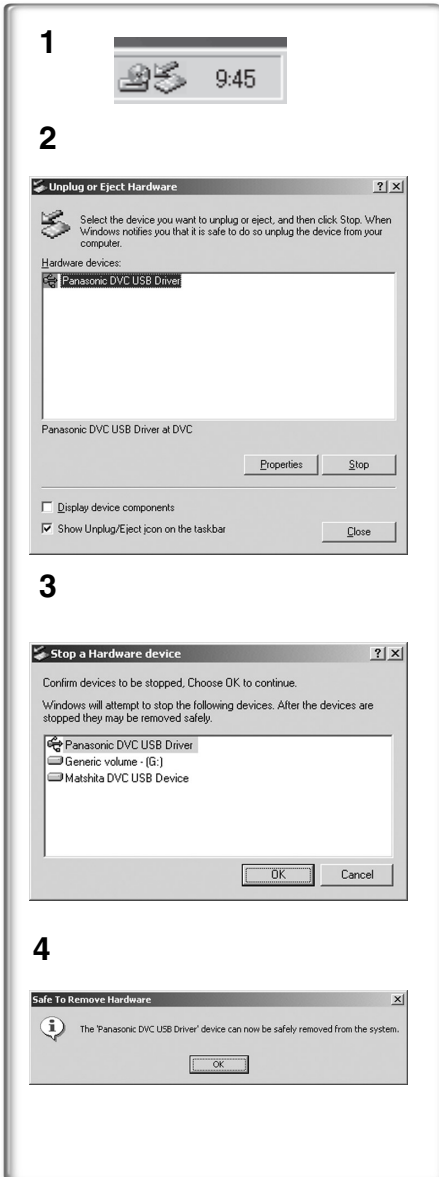 1
9:45
2
Unplug or Eject Hardware
Select the device you want to unplug or eject, and then click Stop. When
Windows notifies you that it is safe to do so unplug the device from your
computer.
Hardware devices:
Panasonic DVC USB Driver
Panasonic DVC USB Driver at DVC
Properties Stop
Display device components
Show Unplug/Eject icon on the taskbar
Close
3
Stop a Hardware device
Confirm devices to be stopped, Choose OK to continue.
Windows will attempt to stop the following devices. After the devices are
stopped they may be removed safely.
Panasonic DVC USB Driver
Generic volume - (G:)
Matshita DVC USB Device
OK Cancel
4
Safe To Remove Hardware
The 'Panasonic DVC USB Driver' device can now be safely removed from the system.
OK